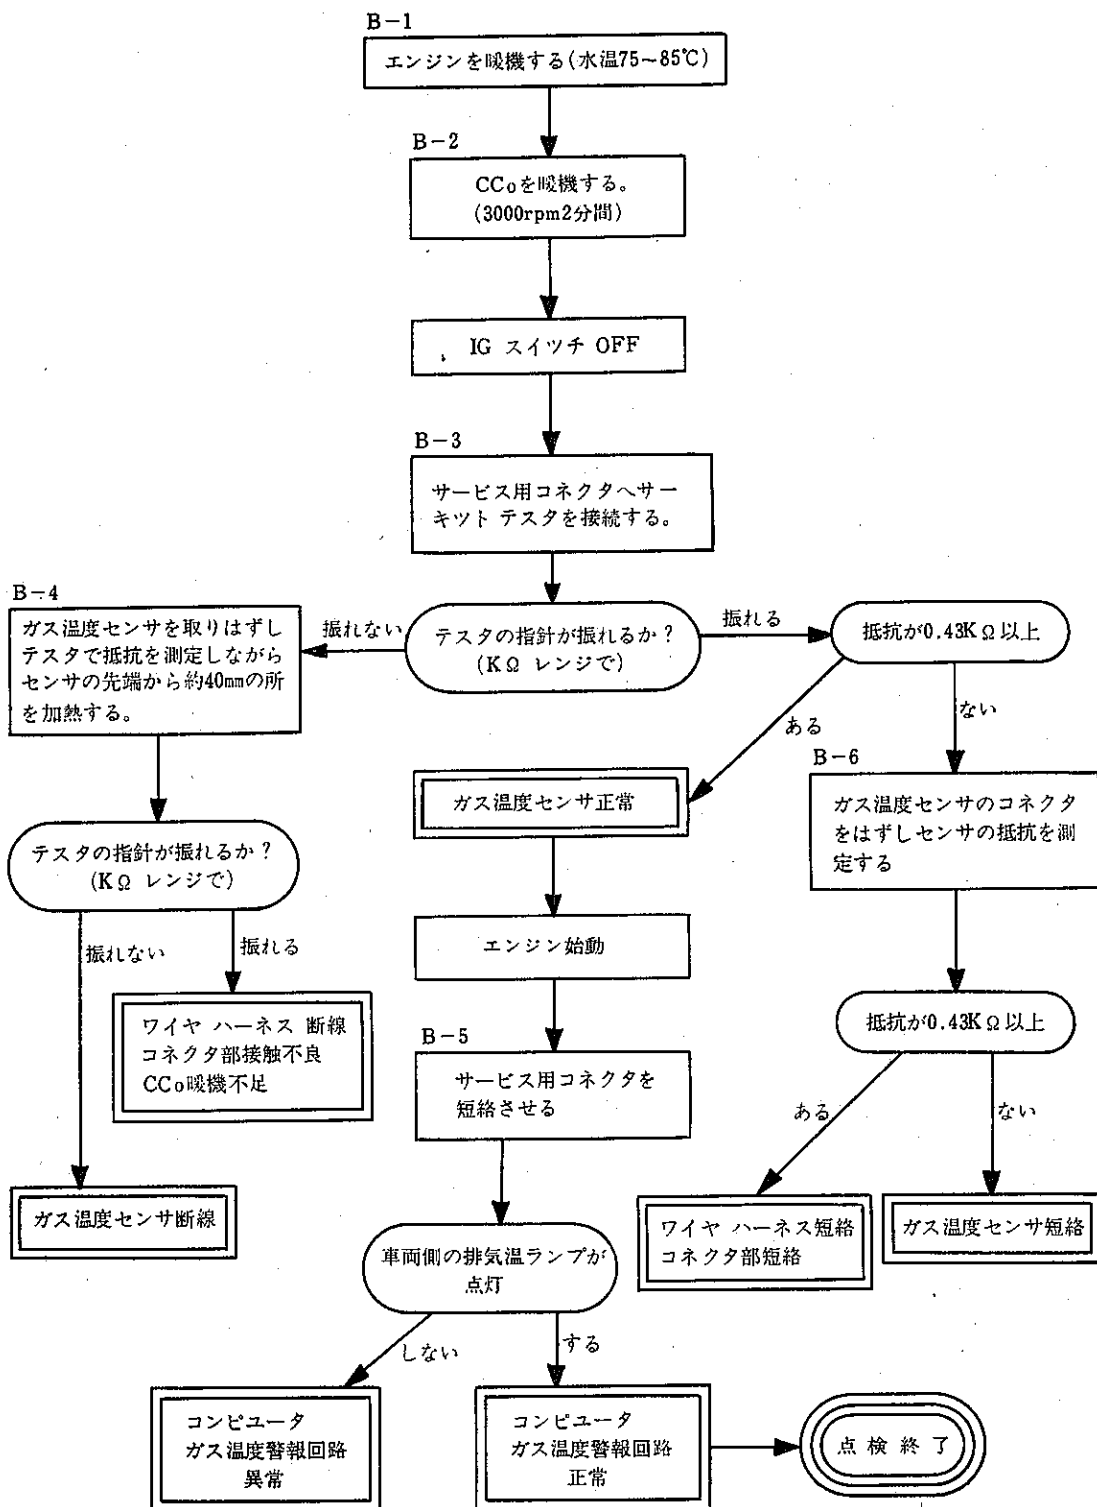 B-1
エンジンを暖機する(水温75~85℃)
B-2
CCoを暖機する。
(3000rpm2分間)
IG スイツチ OFF
B-3
サービス用コネクタへサー
キツト テスタを接続する。
B-4
ガス温度センサを取りはずし
テスタで抵抗を測定しながら
センサの先端から約40mmの所
を加熱する。
振れない
テスタの指針が振れるか?
(KΩ レンジで)
振れる
抵抗が0.43KΩ以上
ある
ない
ガス温度センサ正常
B-6
ガス温度センサのコネクタ
をはずしセンサの抵抗を測
定する
テスタの指針が振れるか?
(KΩ レンジで)
振れない
振れる
エンジン始動
ワイヤ ハーネス 断線
コネクタ部接触不良
CCo暖機不足
抵抗が0.43KΩ以上
B-5
サービス用コネクタを
短絡させる
ある
ない
ガス温度センサ断線
ワイヤ ハーネス短絡
コネクタ部短絡
ガス温度センサ短絡
車両側の排気温ランプが
点灯
しない
する
コンピユータ
ガス温度警報回路
異常
コンピユータ
ガス温度警報回路
正常
点検終了